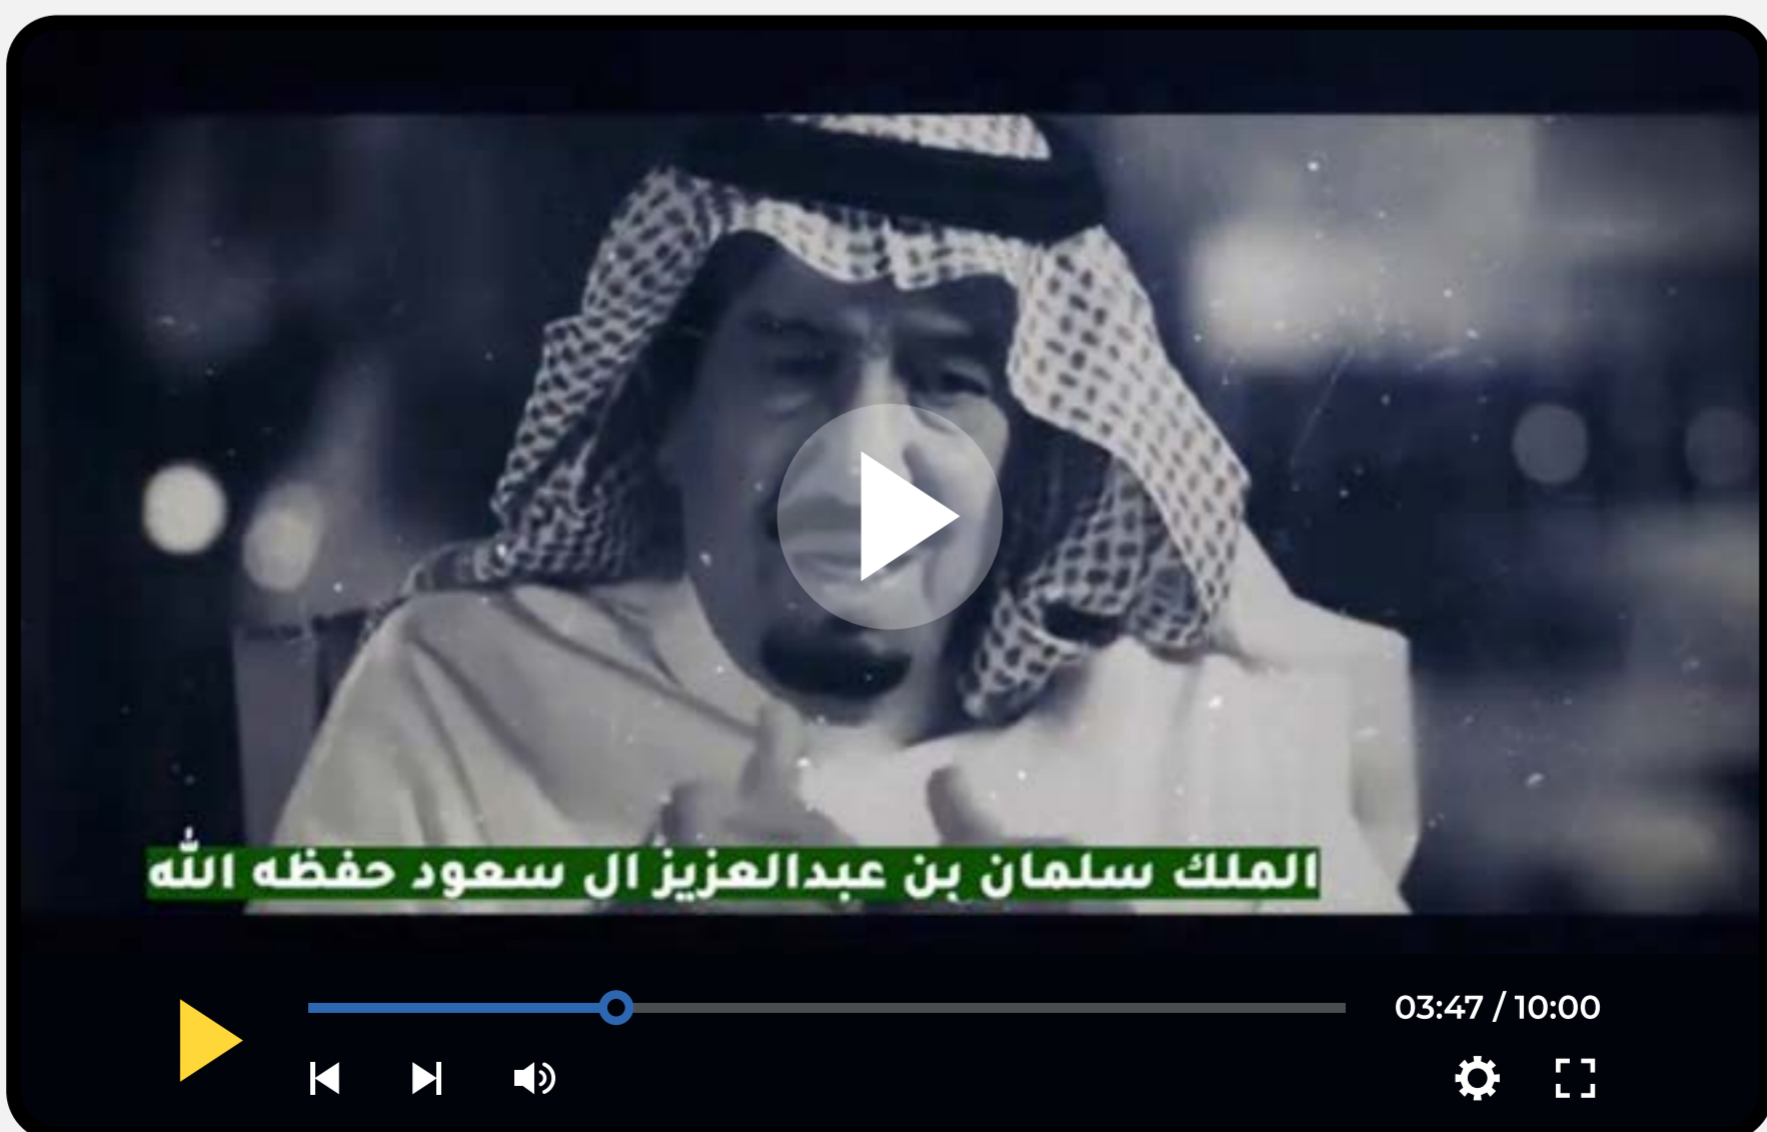 الملك سلمان بن عبدالعزيز ال سعود حفظه الله
03:47 / 10:00